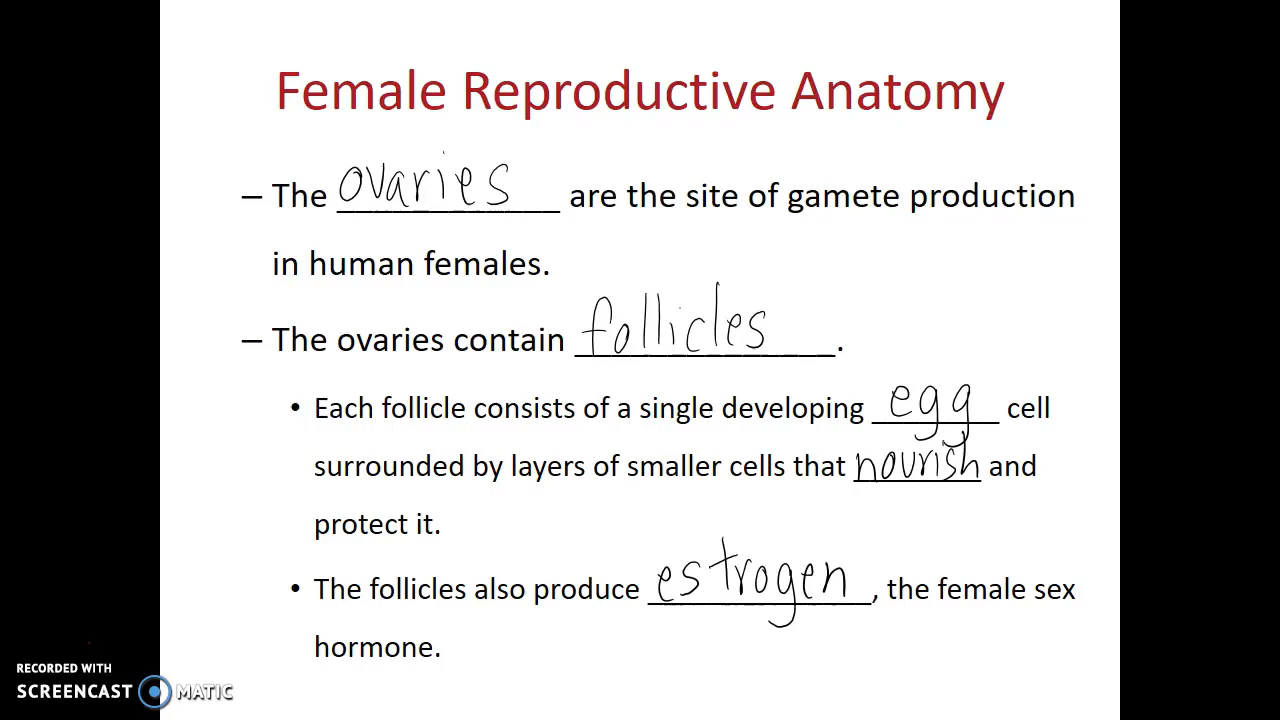 Female Reproductive Anatomy
– The ovaries are the site of gamete production
in human females.
– The ovaries contain follicles.
• Each follicle consists of a single developing egg cell
surrounded by layers of smaller cells that nourish and
protect it.
• The follicles also produce estrogen, the female sex
hormone.
RECORDED WITH
SCREENCAST MATIC